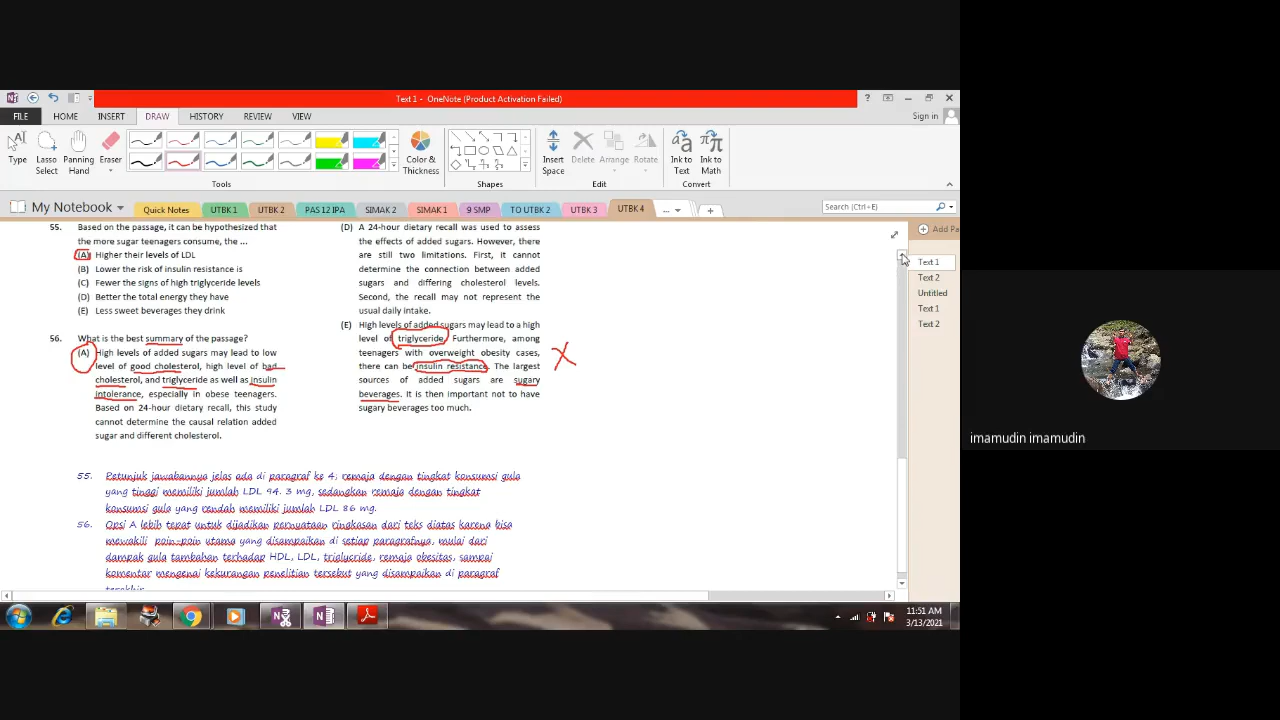 Text 1 - OneNote (Product Activation Failed)
FILE HOME INSERT DRAW HISTORY REVIEW VIEW
Sign in
Type
Lasso Select
Panning Hand
Eraser
Color & Thickness
Insert Space
Delete
Arrange
Rotate
Ink to Text
Ink to Math
Tools
Shapes
Edit
Convert
My Notebook
Quick Notes
UTBK 1
UTBK 2
PAS 12 IPA
SIMAK 2
SIMAK 1
9 SMP
TO UTBK 2
UTBK 3
UTBK 4
...
Search (Ctrl+E)
Add Pa
Text 1
Text 2
Untitled
Text 1
Text 2
55. Based on the passage, it can be hypothesized that
the more sugar teenagers consume, the ...
(A) Higher their levels of LDL
(B) Lower the risk of insulin resistance is
(C) Fewer the signs of high triglyceride levels
(D) Better the total energy they have
(E) Less sweet beverages they drink
56. What is the best summary of the passage?
(A) High levels of added sugars may lead to low
level of good cholesterol, high level of bad
cholesterol, and triglyceride as well as insulin
intolerance, especially in obese teenagers.
Based on 24-hour dietary recall, this study
cannot determine the causal relation added
sugar and different cholesterol.
(D) A 24-hour dietary recall was used to assess
the effects of added sugars. However, there
are still two limitations. First, it cannot
determine the connection between added
sugars and differing cholesterol levels.
Second, the recall may not represent the
usual daily intake.
(E) High levels of added sugars may lead to a high
level of triglyceride. Furthermore, among
teenagers with overweight obesity cases,
there can be insulin resistance. The largest
sources of added sugars are sugary
beverages. It is then important not to have
sugary beverages too much.
X
55. Petunjuk jawabannya jelas ada di paragraf ke 4; remaja dengan tingkat konsumsi gula
yang tinggi memiliki jumlah LDL 94. 3 mg, sedangkan remaja dengan tingkat
konsumsi gula yang rendah memiliki jumlah LDL 86 mg.
56. Opsi A lebih tepat untuk dijadikan pernyataan ringkasan dari teks diatas karena bisa
mewakili poin-poin utama yang disampaikan di setiap paragrafnya, mulai dari
dampak gula tambahan terhadap HDL, LDL, triglycride, remaja obesitas, sampai
komentar mengenai kekurangan penelitian tersebut yang disampaikan di paragraf
terakhir.
11:51 AM
3/13/2021
imamudin imamudin